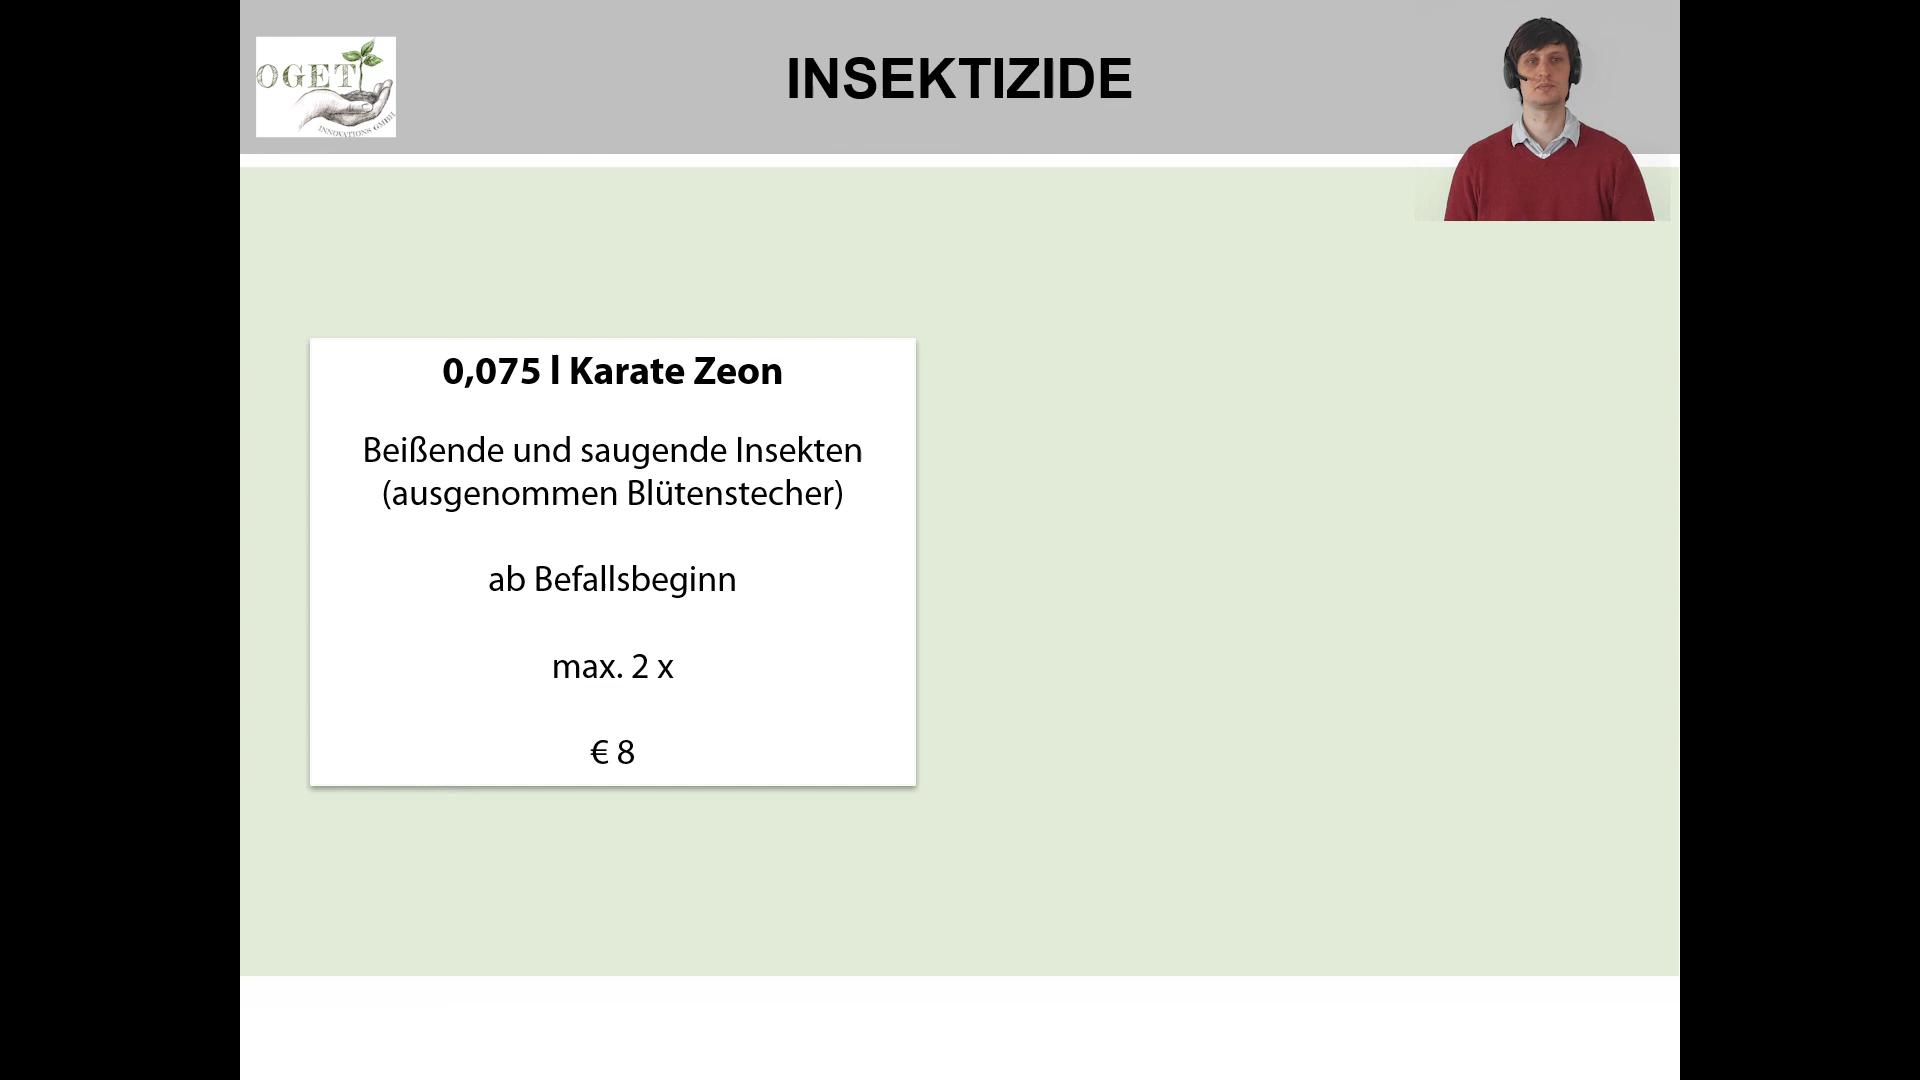 OGET
INNOVATIONS GMBH
INSEKTIZIDE
0,075 l Karate Zeon
Beißende und saugende Insekten
(ausgenommen Blütenstecher)
ab Befallsbeginn
max. 2 x
€ 8